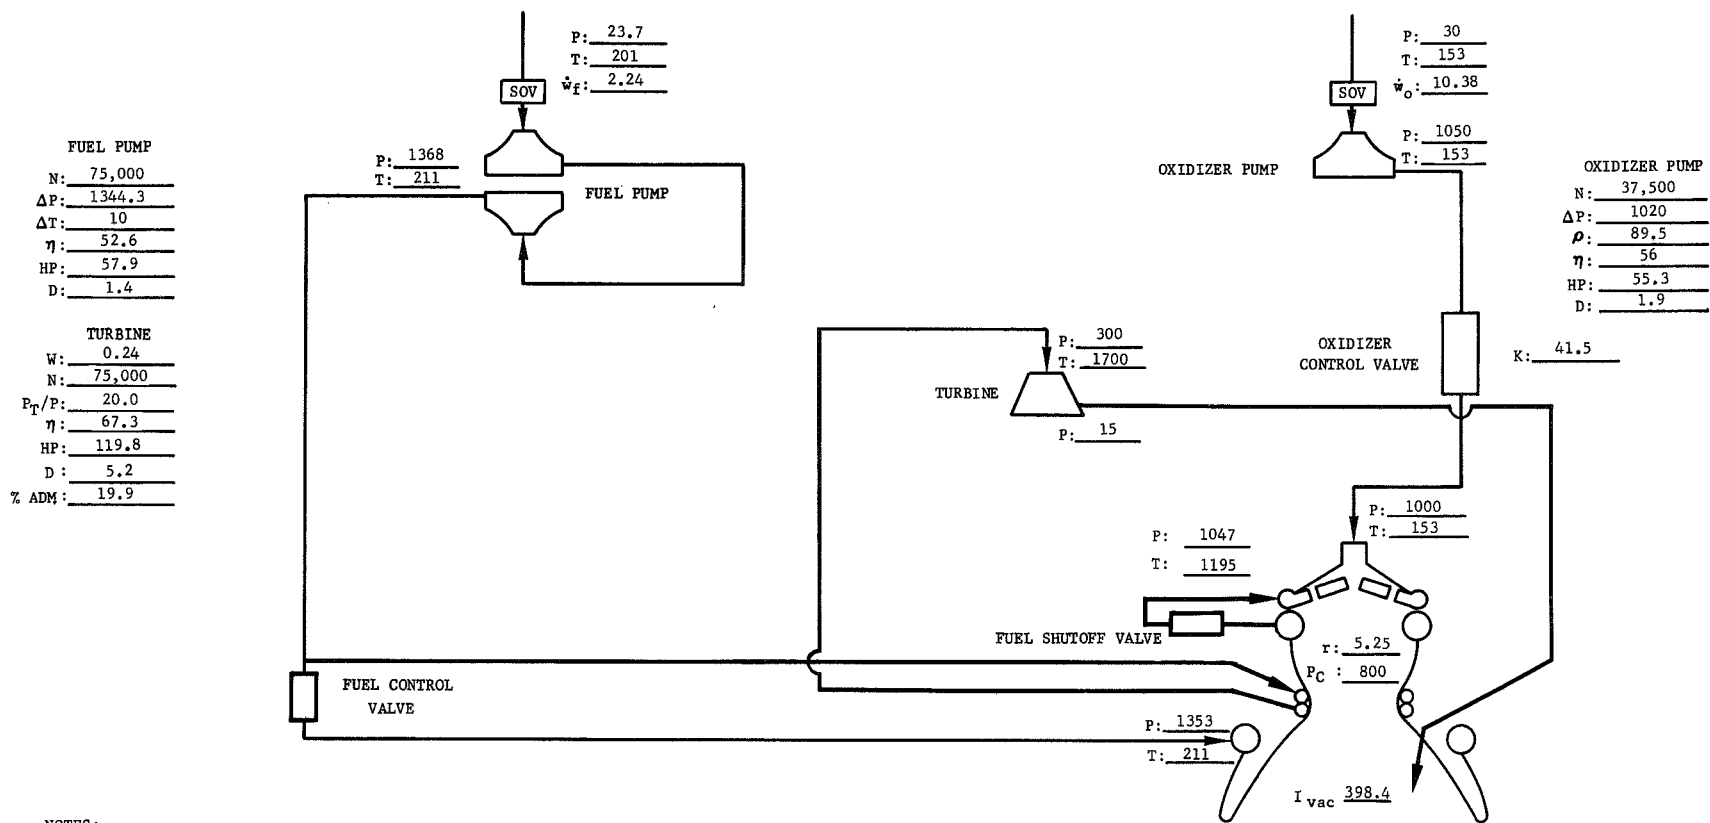 P: 23.7
T: 201
ẇf: 2.24
SOV
P: 30
T: 153
ẇo: 10.38
SOV
FUEL PUMP
N: 75,000
ΔP: 1344.3
ΔT: 10
η: 52.6
HP: 57.9
D: 1.4
P: 1368
T: 211
FUEL PUMP
P: 1050
T: 153
OXIDIZER PUMP
OXIDIZER PUMP
N: 37,500
ΔP: 1020
ρ: 89.5
η: 56
HP: 55.3
D: 1.9
TURBINE
W: 0.24
N: 75,000
PT/P: 20.0
η: 67.3
HP: 119.8
D: 5.2
% ADM: 19.9
P: 300
T: 1700
TURBINE
P: 15
OXIDIZER
CONTROL VALVE
K: 41.5
P: 1000
T: 153
P: 1047
T: 1195
FUEL SHUTOFF VALVE
r: 5.25
PC : 800
FUEL CONTROL
VALVE
P: 1353
T: 211
Ivac 398.4
NOTES: